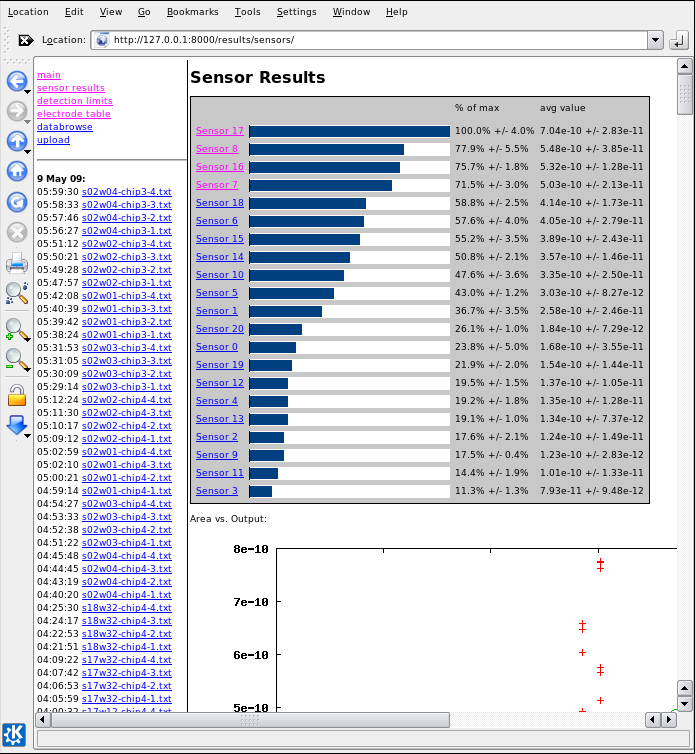 Location Edit View Go Bookmarks Tools Settings Window Help
Location: http://127.0.0.1:8000/results/sensors/
main
sensor results
detection limits
electrode table
databrowse
upload
9 May 09:
05:59:30 s02w04-chip3-4.txt
05:58:33 s02w04-chip3-3.txt
05:57:46 s02w04-chip3-2.txt
05:56:27 s02w04-chip3-1.txt
05:51:12 s02w02-chip3-4.txt
05:50:21 s02w02-chip3-3.txt
05:49:28 s02w02-chip3-2.txt
05:47:57 s02w02-chip3-1.txt
05:42:08 s02w01-chip3-4.txt
05:40:39 s02w01-chip3-3.txt
05:39:42 s02w01-chip3-2.txt
05:38:24 s02w01-chip3-1.txt
05:31:53 s02w03-chip3-4.txt
05:31:05 s02w03-chip3-3.txt
05:30:09 s02w03-chip3-2.txt
05:29:14 s02w03-chip3-1.txt
05:12:24 s02w02-chip4-4.txt
05:11:30 s02w02-chip4-3.txt
05:10:17 s02w02-chip4-2.txt
05:09:12 s02w02-chip4-1.txt
05:02:59 s02w01-chip4-4.txt
05:02:10 s02w01-chip4-3.txt
05:00:21 s02w01-chip4-2.txt
04:59:14 s02w01-chip4-1.txt
04:54:27 s02w03-chip4-4.txt
04:53:33 s02w03-chip4-3.txt
04:52:38 s02w03-chip4-2.txt
04:51:22 s02w03-chip4-1.txt
04:45:48 s02w04-chip4-4.txt
04:44:45 s02w04-chip4-3.txt
04:43:19 s02w04-chip4-2.txt
04:40:20 s02w04-chip4-1.txt
04:25:30 s18w32-chip4-4.txt
04:24:17 s18w32-chip4-3.txt
04:22:53 s18w32-chip4-2.txt
04:21:51 s18w32-chip4-1.txt
04:09:22 s17w32-chip4-4.txt
04:07:42 s17w32-chip4-3.txt
04:06:53 s17w32-chip4-2.txt
04:05:59 s17w32-chip4-1.txt
Sensor Results
% of max avg value
Sensor 17 100.0% +/- 4.0% 7.04e-10 +/- 2.83e-11
Sensor 8 77.9% +/- 5.5% 5.48e-10 +/- 3.85e-11
Sensor 16 75.7% +/- 1.8% 5.32e-10 +/- 1.28e-11
Sensor 7 71.5% +/- 3.0% 5.03e-10 +/- 2.13e-11
Sensor 18 58.8% +/- 2.5% 4.14e-10 +/- 1.73e-11
Sensor 6 57.6% +/- 4.0% 4.05e-10 +/- 2.79e-11
Sensor 15 55.2% +/- 3.5% 3.89e-10 +/- 2.43e-11
Sensor 14 50.8% +/- 2.1% 3.57e-10 +/- 1.46e-11
Sensor 10 47.6% +/- 3.6% 3.35e-10 +/- 2.50e-11
Sensor 5 43.0% +/- 1.2% 3.03e-10 +/- 8.27e-12
Sensor 1 36.7% +/- 3.5% 2.58e-10 +/- 2.46e-11
Sensor 20 26.1% +/- 1.0% 1.84e-10 +/- 7.29e-12
Sensor 0 23.8% +/- 5.0% 1.68e-10 +/- 3.55e-11
Sensor 19 21.9% +/- 2.0% 1.54e-10 +/- 1.44e-11
Sensor 12 19.5% +/- 1.5% 1.37e-10 +/- 1.05e-11
Sensor 4 19.2% +/- 1.8% 1.35e-10 +/- 1.28e-11
Sensor 13 19.1% +/- 1.0% 1.34e-10 +/- 7.37e-12
Sensor 2 17.6% +/- 2.1% 1.24e-10 +/- 1.49e-11
Sensor 9 17.5% +/- 0.4% 1.23e-10 +/- 2.83e-12
Sensor 11 14.4% +/- 1.9% 1.01e-10 +/- 1.33e-11
Sensor 3 11.3% +/- 1.3% 7.93e-11 +/- 9.48e-12
Area vs. Output:
8e-10
7e-10
6e-10
5e-10